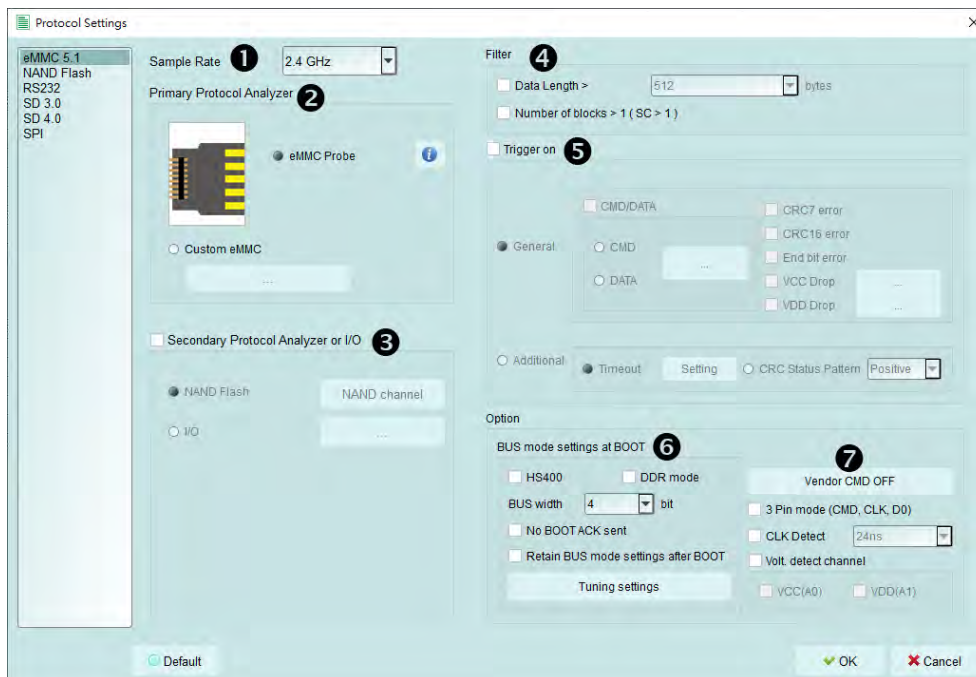 Protocol Settings
eMMC 5.1
NAND Flash
RS232
SD 3.0
SD 4.0
SPI
Sample Rate
1
2.4 GHz
Primary Protocol Analyzer
2
eMMC Probe
i
Custom eMMC
...
Secondary Protocol Analyzer or I/O
3
NAND Flash
NAND channel
I/O
...
Filter
4
Data Length >
512
bytes
Number of blocks > 1 ( SC > 1 )
Trigger on
5
General
CMD/DATA
CMD
DATA
...
CRC7 error
CRC16 error
End bit error
VCC Drop
...
VDD Drop
...
Additional
Timeout
Setting
CRC Status Pattern
Positive
Option
BUS mode settings at BOOT
6
HS400
DDR mode
BUS width
4
bit
No BOOT ACK sent
Retain BUS mode settings after BOOT
Tuning settings
7
Vendor CMD OFF
3 Pin mode (CMD, CLK, D0)
CLK Detect
24ns
Volt. detect channel
VCC(A0)
VDD(A1)
Default
OK
Cancel